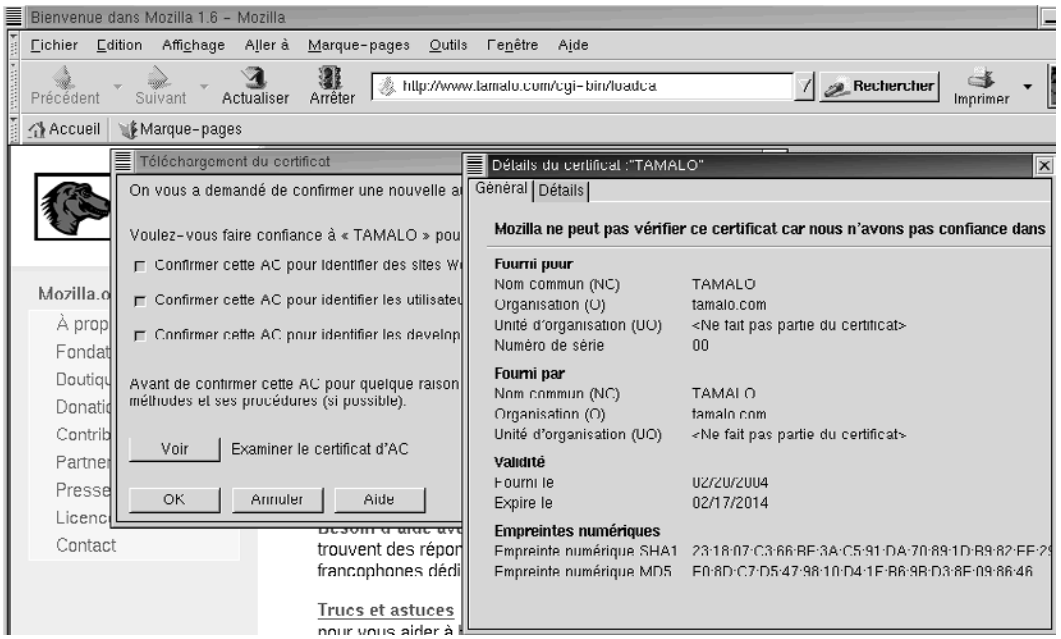 Bienvenue dans Mozilla 1.6 – Mozilla
Fichier Edition Affichage Aller à Marque-pages Outils Fenêtre Aide
Précédent Suivant Actualiser Arrêter http://www.tamalo.com/cgi-bin/loadca Rechercher Imprimer
Accueil Marque-pages
Téléchargement du certificat
On vous a demandé de confirmer une nouvelle au
Voulez-vous faire confiance à « TAMALO » pou
Confirmer cette AC pour identifier des sites We
Confirmer cette AC pour identifier les utilisateu
Confirmer cette AC pour identifier les develop
Avant de confirmer cette AC pour quelque raison
méthodes et ses procédures (si possible).
Voir Examiner le certificat d'AC
OK Annuler Aide
Détails du certificat :"TAMALO"
Général Détails
Mozilla ne peut pas vérifier ce certificat car nous n'avons pas confiance dans
Fourni pour
Nom commun (NC) TAMALO
Organisation (O) tamalo.com
Unité d'organisation (UO) <Ne fait pas partie du certificat>
Numéro de série 00
Fourni par
Nom commun (NC) TAMALO
Organisation (O) tamalo.com
Unité d'organisation (UO) <Ne fait pas partie du certificat>
Validité
Fourni le 02/20/2004
Expire le 02/17/2014
Empreintes numériques
Empreinte numérique SHA1 23:18:07:C3:66:BF:3A:C5:91:DA:70:89:1D:B9:82:FF:29
Empreinte numérique MD5 F0:8D:C7:D5:47:98:10:D4:1F:B6:9B:D3:8F:09:86:46
Mozilla.o
À prop
Fondat
Boutiqu
Donatio
Contrib
Partner
Presse
Licence
Contact
Besoin d'aide ava
trouvent des répon
francophones dédi
Trucs et astuces
pour vous aider à